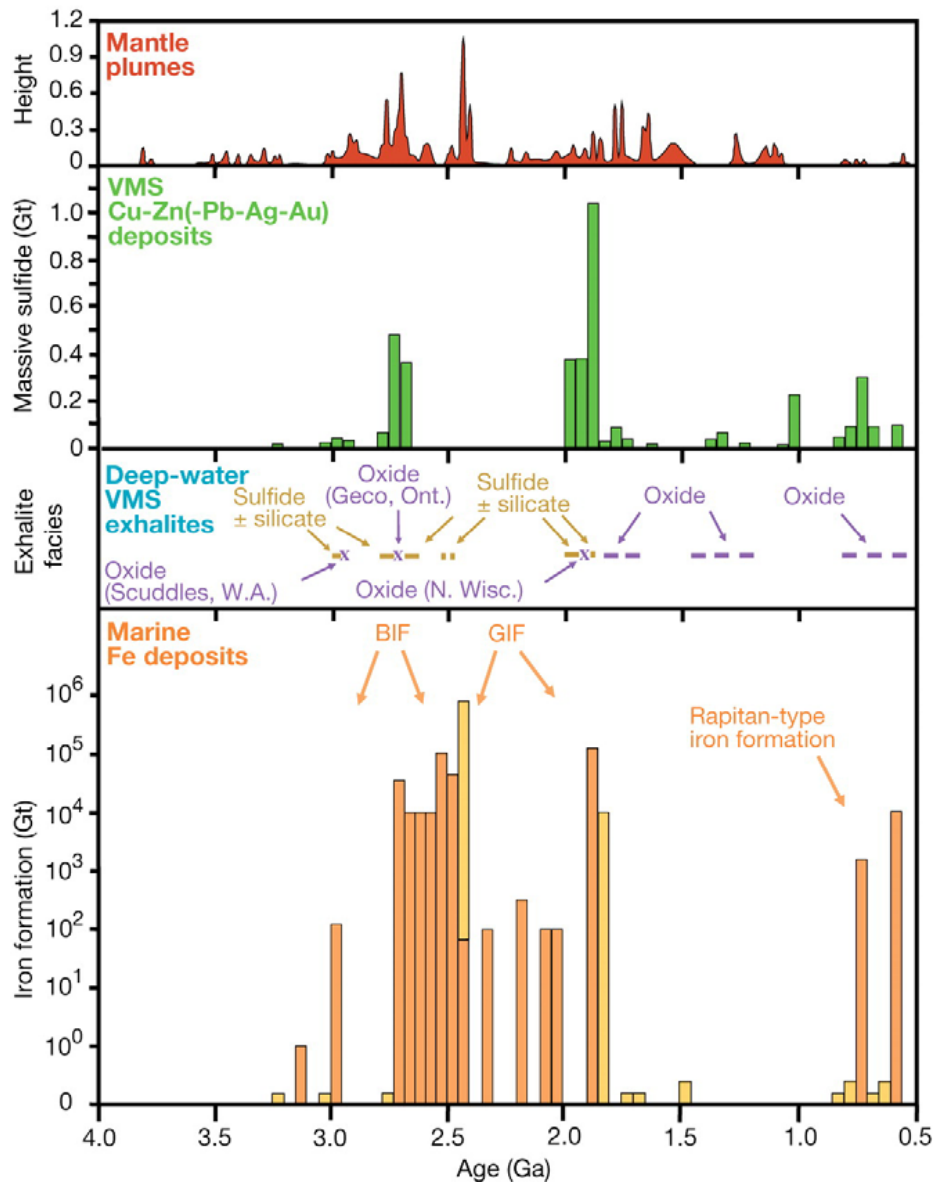 1.2
0.9
0.6
0.3
0
Height
Mantle
plumes
1.0
0.8
0.6
0.4
0.2
0
Massive sulfide (Gt)
VMS
Cu-Zn(-Pb-Ag-Au)
deposits
Exhalite
facies
Deep-water
VMS
exhalites
Sulfide
± silicate
Oxide
(Geco, Ont.)
Sulfide
± silicate
Oxide
Oxide
x
x
x
Oxide
(Scuddles, W.A.)
Oxide (N. Wisc.)
Marine
Fe deposits
BIF
GIF
Rapitan-type
iron formation
10⁶
10⁵
10⁴
10³
10²
10¹
10⁰
0
Iron formation (Gt)
4.0 3.5 3.0 2.5 2.0 1.5 1.0 0.5
Age (Ga)